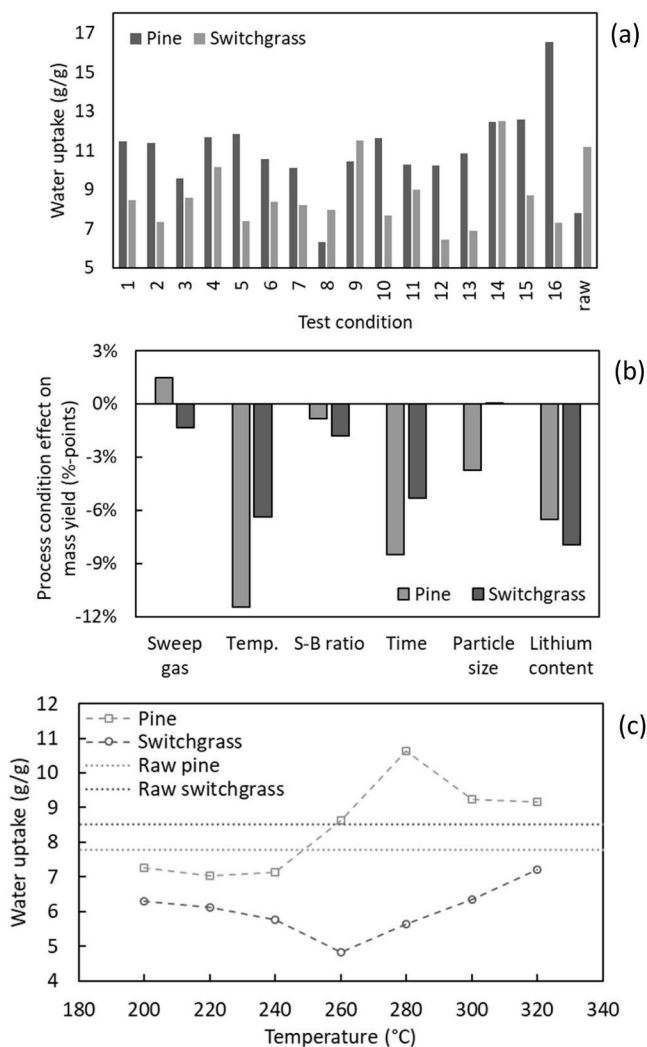 (a)
Pine Switchgrass
Water uptake (g/g)
17
15
13
11
9
7
5
1 2 3 4 5 6 7 8 9 10 11 12 13 14 15 16 raw
Test condition
(b)
Process condition effect on
mass yield (%-points)
3%
0%
-3%
-6%
-9%
-12%
Pine Switchgrass
Sweep gas
Temp.
S-B ratio
Time
Particle size
Lithium content
(c)
Water uptake (g/g)
12
11
10
9
8
7
6
5
4
Pine
Switchgrass
Raw pine
Raw switchgrass
180 200 220 240 260 280 300 320 340
Temperature (°C)